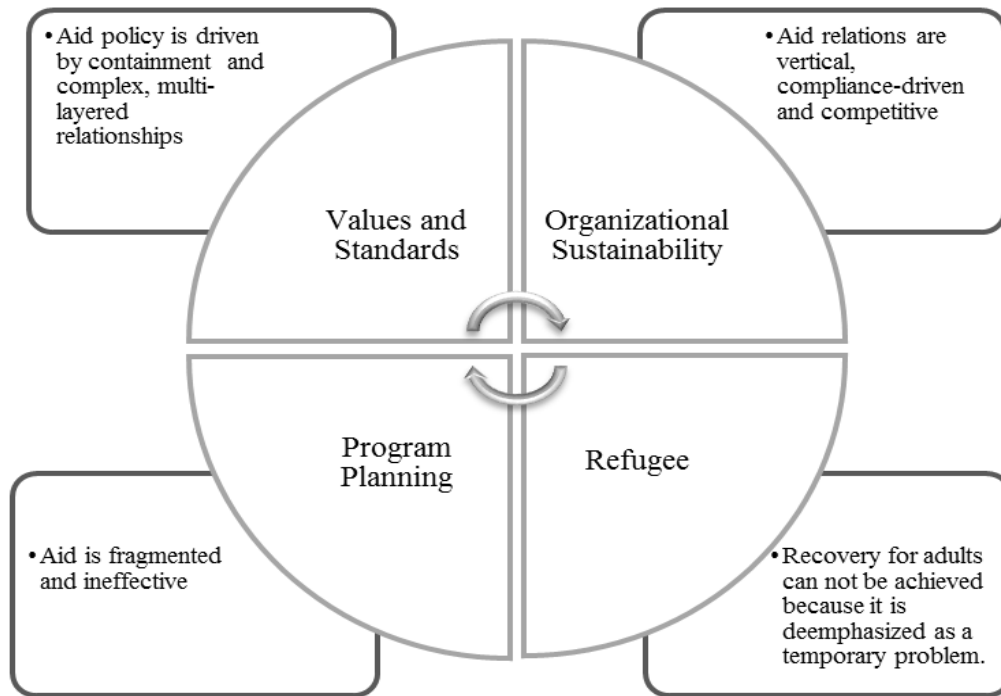 •Aid policy is driven
by containment and
complex, multi-
layered
relationships
•Aid relations are
vertical,
compliance-driven
and competitive
Values and
Standards
Organizational
Sustainability
Program
Planning
Refugee
•Aid is fragmented
and ineffective
•Recovery for adults
can not be achieved
because it is
deemphasized as a
temporary problem.